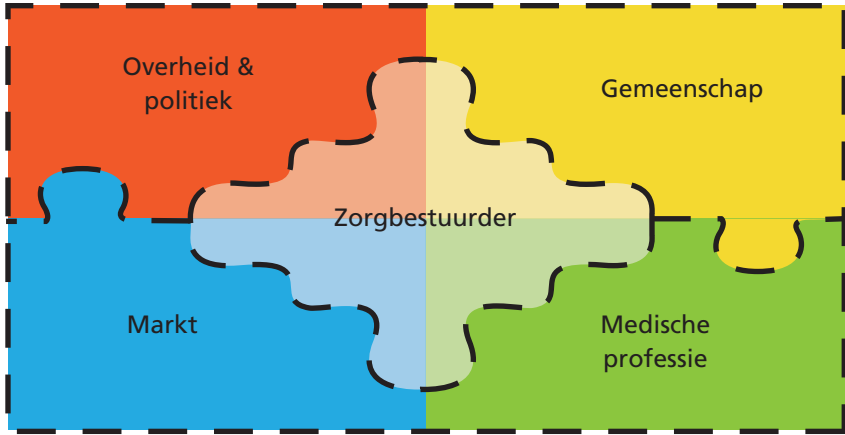 Overheid &
politiek
Gemeenschap
Zorgbestuurder
Markt
Medische
professie